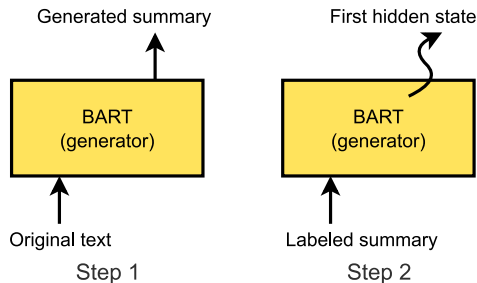 Generated summary
First hidden state
BART
(generator)
BART
(generator)
Original text
Labeled summary
Step 1
Step 2